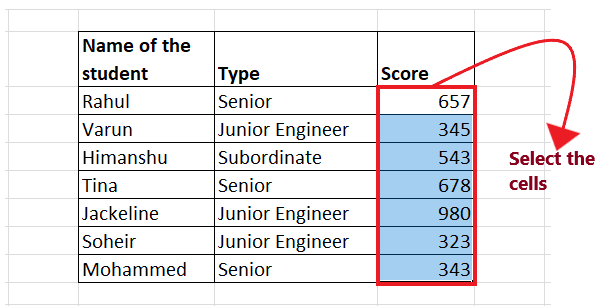 Name of the
student Type Score
Rahul Senior 657
Varun Junior Engineer 345
Himanshu Subordinate 543
Tina Senior 678
Jackeline Junior Engineer 980
Soheir Junior Engineer 323
Mohammed Senior 343
Select the
cells